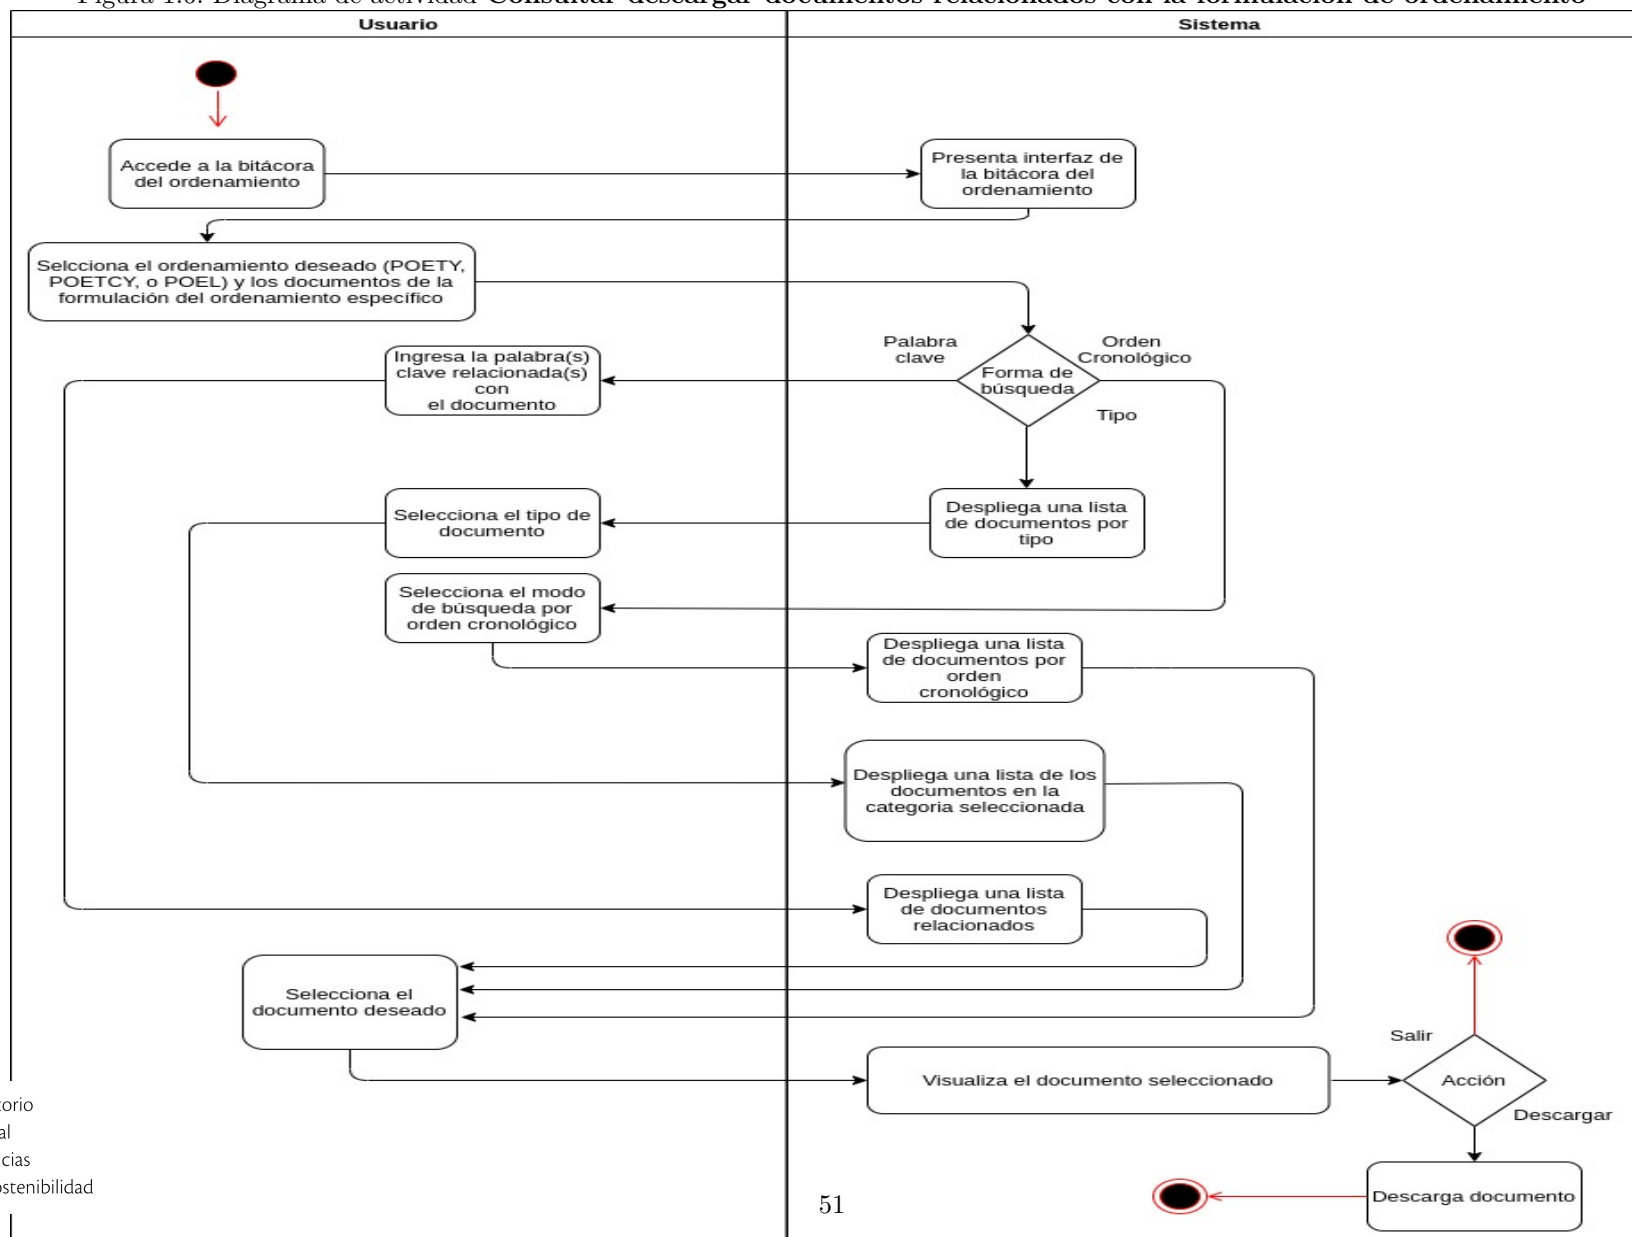 Usuario
Sistema
Accede a la bitácora
del ordenamiento
Presenta interfaz de
la bitácora del
ordenamiento
Selcciona el ordenamiento deseado (POETY,
POETCY, o POEL) y los documentos de la
formulación del ordenamiento específico
Palabra
clave
Orden
Cronológico
Forma de
búsqueda
Tipo
Ingresa la palabra(s)
clave relacionada(s)
con
el documento
Selecciona el tipo de
documento
Despliega una lista
de documentos por
tipo
Selecciona el modo
de búsqueda por
orden cronológico
Despliega una lista
de documentos por
orden
cronológico
Despliega una lista de los
documentos en la
categoria seleccionada
Despliega una lista
de documentos
relacionados
Selecciona el
documento deseado
Visualiza el documento seleccionado
Salir
Acción
Descargar
Descarga documento
torio
al
cias
ostenibilidad
51